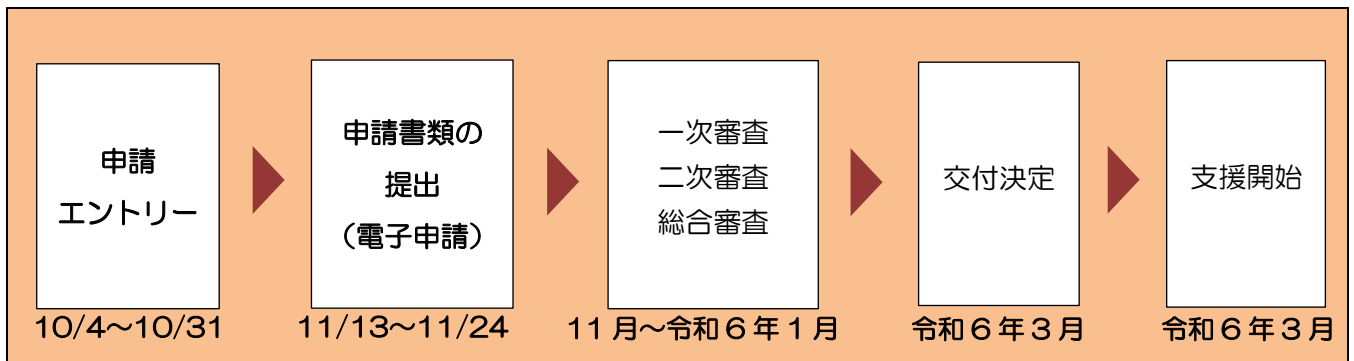 申請
エントリー
10/4～10/31
申請書類の
提出
（電子申請）
11/13～11/24
一次審査
二次審査
総合審査
11月～令和６年１月
交付決定
令和６年３月
支援開始
令和６年３月